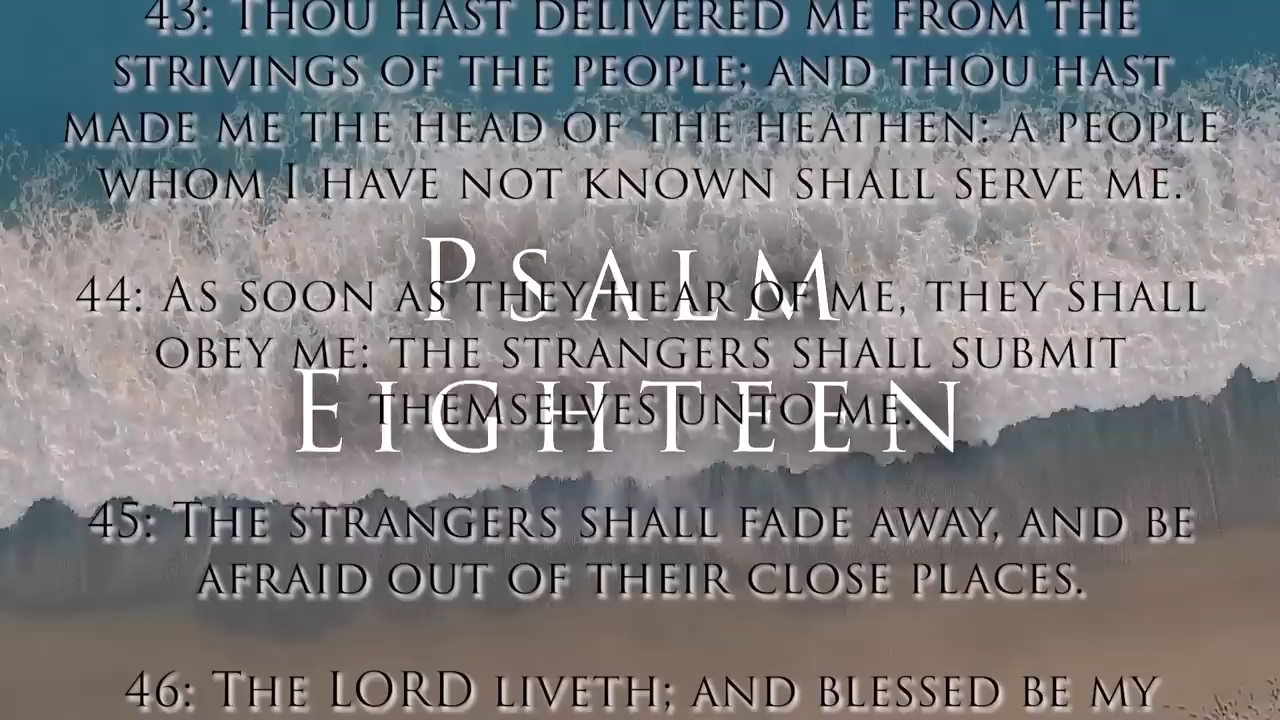 43: Thou hast delivered me from the
strivings of the people; and thou hast
made me the head of the heathen: a people
whom I have not known shall serve me.
Psalm
44: As soon as they hear of me, they shall
obey me: the strangers shall submit
Eighteen
themselves unto me.
45: The strangers shall fade away, and be
afraid out of their close places.
46: The LORD liveth; and blessed be my